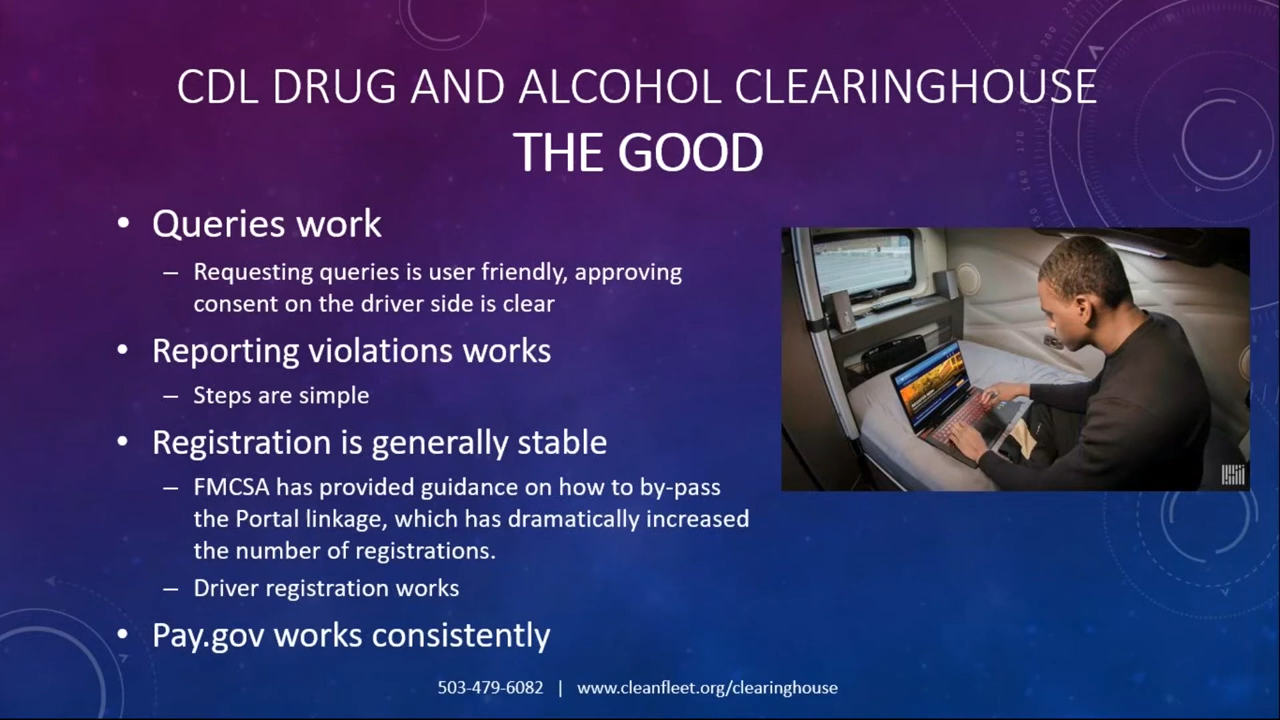 CDL DRUG AND ALCOHOL CLEARINGHOUSE
THE GOOD
• Queries work
– Requesting queries is user friendly, approving
consent on the driver side is clear
• Reporting violations works
– Steps are simple
• Registration is generally stable
– FMCSA has provided guidance on how to by-pass
the Portal linkage, which has dramatically increased
the number of registrations.
– Driver registration works
• Pay.gov works consistently
503-479-6082 | www.cleanfleet.org/clearinghouse